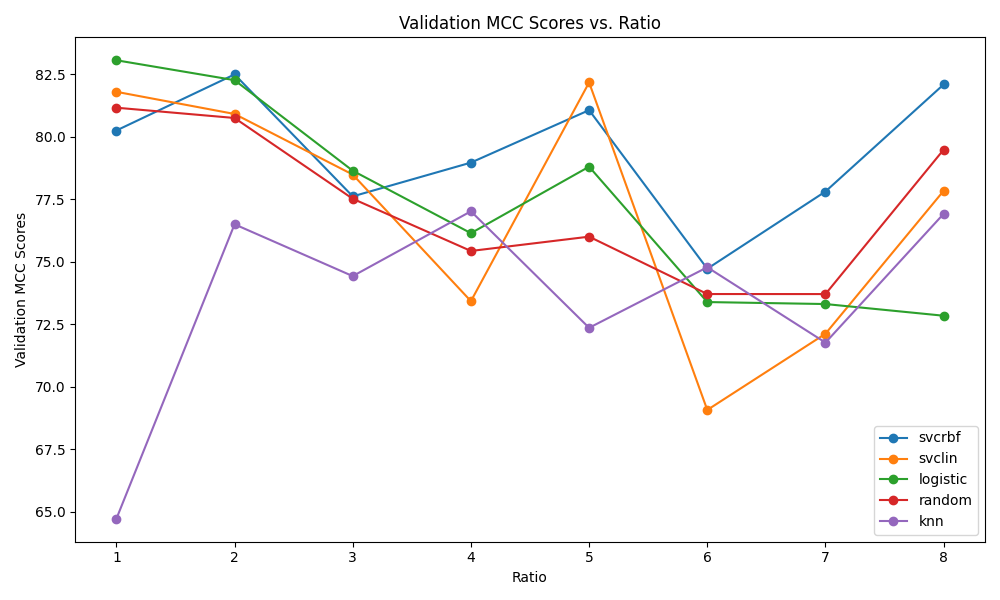 Validation MCC Scores vs. Ratio
Validation MCC Scores
82.5
80.0
77.5
75.0
72.5
70.0
67.5
65.0
1 2 3 4 5 6 7 8
Ratio
svcrbf
svclin
logistic
random
knn